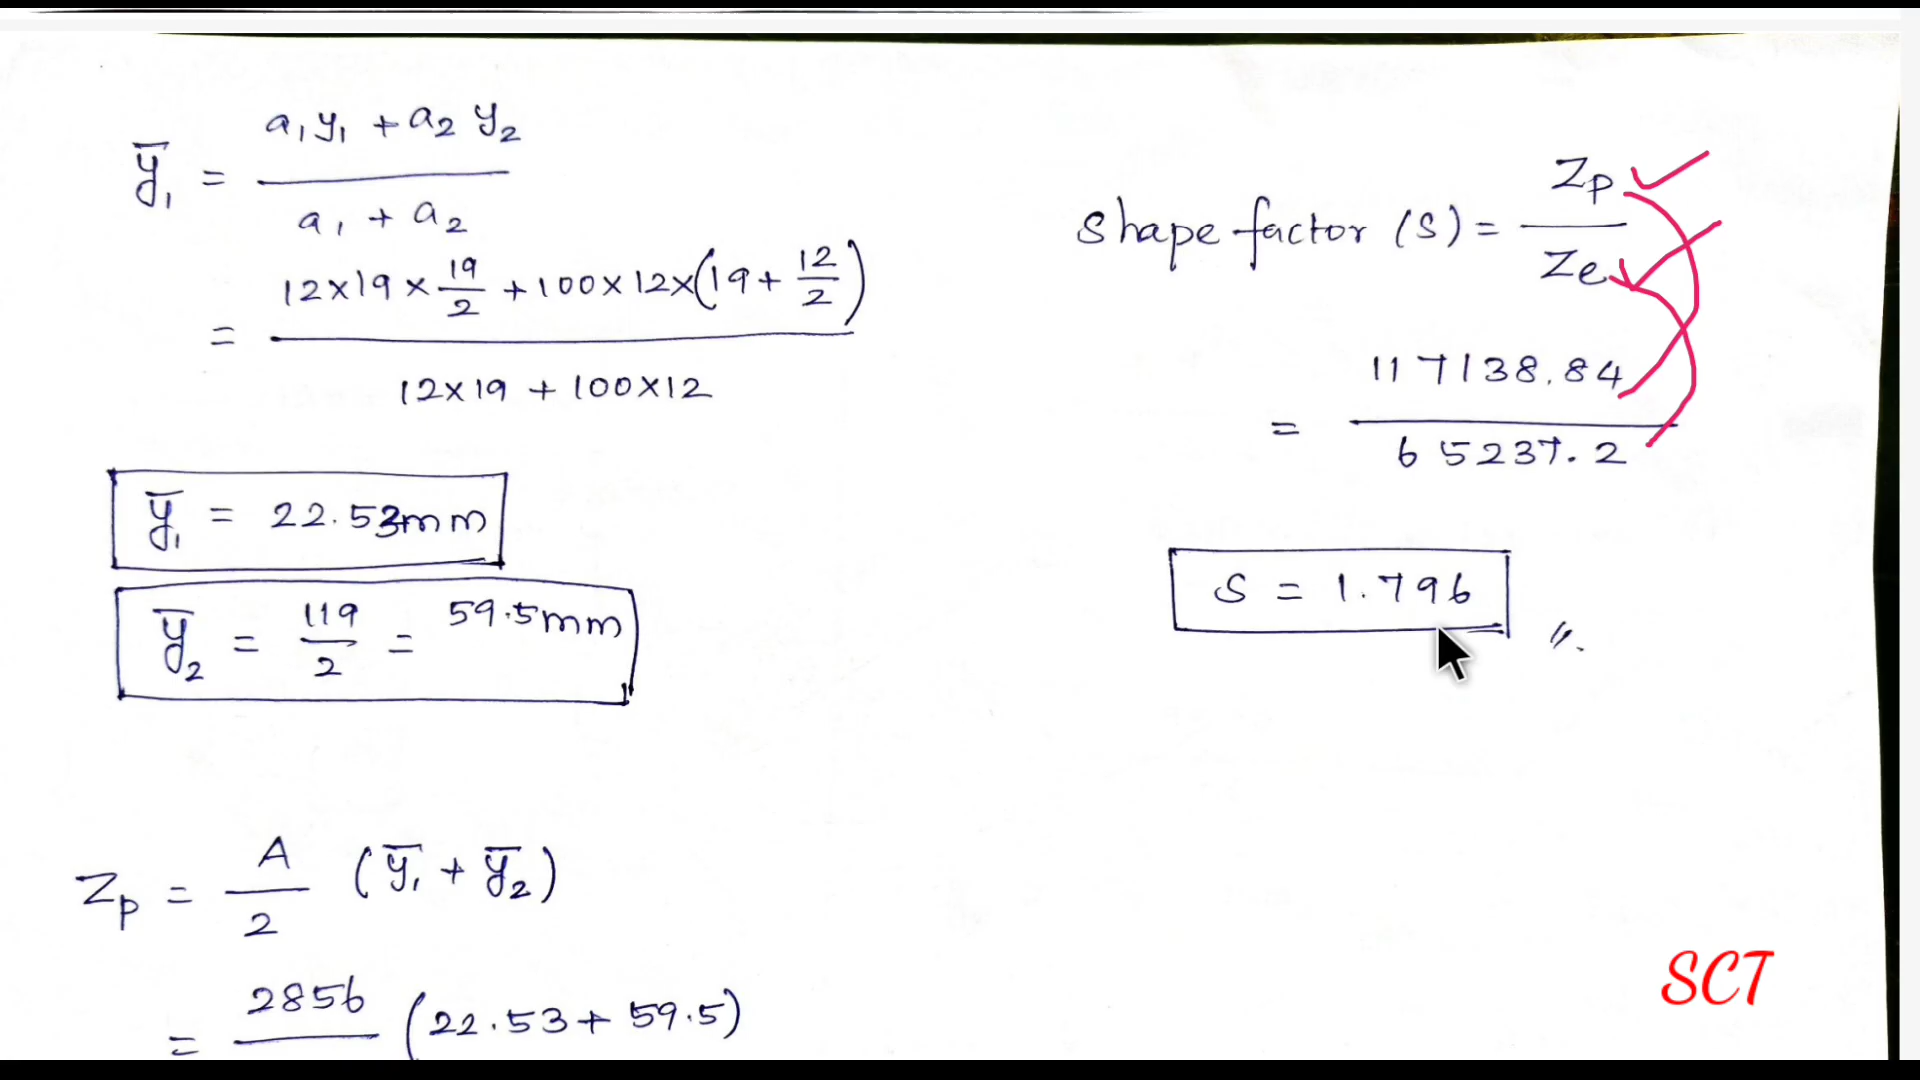 ȳ₁ = (a₁y₁ + a₂y₂) / (a₁ + a₂)
= (12×19×19/2 + 100×12×(19+12/2)) / (12×19 + 100×12)
ȳ₁ = 22.53mm
ȳ₂ = 119/2 = 59.5mm
Zp = A/2 (ȳ₁ + ȳ₂)
= 2856 (22.53+59.5)
Shape factor (S) = Zp / Ze
= 117138.84 / 65237.2
S = 1.796 ".
SCT